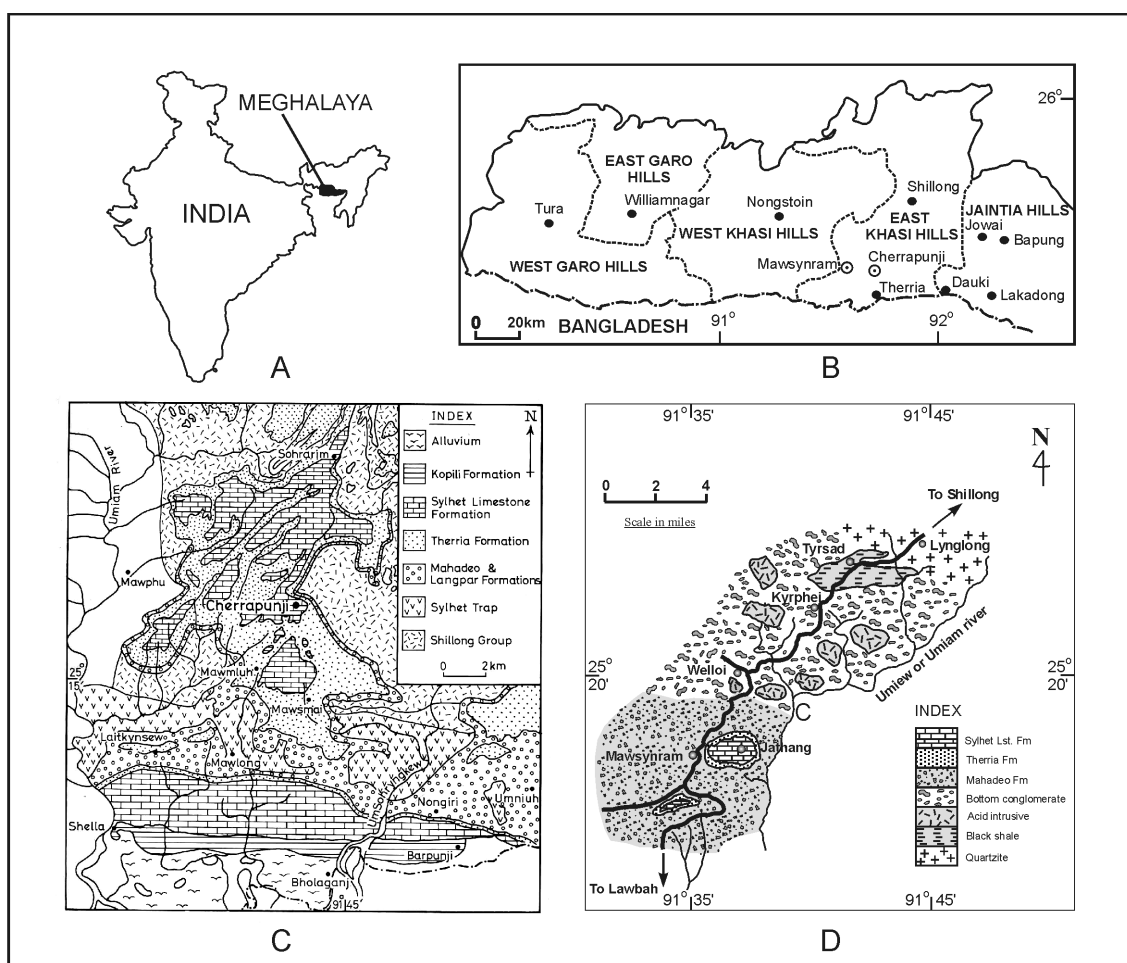 MEGHALAYA
INDIA
A
26°
EAST GARO
HILLS
Williamnagar
Tura
Nongstoin
Shillong
WEST KHASI HILLS
EAST
KHASI HILLS
JAINTIA HILLS
Jowai
Bapung
WEST GARO HILLS
Mawsynram
Cherrapunji
Therria
Dauki
Lakadong
0 20km
BANGLADESH
91°
92°
B
INDEX
N
Alluvium
Kopili Formation
Sylhet Limestone
Formation
Therria Formation
Mahadeo &
Langpar Formations
Sylhet Trap
Shillong Group
0 2km
Sohrarim
Umiam River
Mawphu
Cherrapunji
25°
15'
Mawmluh
Mawsmai
Laitkynsew
Mawlong
UmSohryngkew
Nongiri
Umniuh
Shella
Barpunji
Bholaganj
91°45'
C
91°35'
91°45'
N
0 2 4
Scale in miles
To Shillong
Tyrsad
Lynglong
Kyrphei
Umiew or Umiam river
25°
20'
Welloi
25°
20'
C
Mawsynram
Jathang
To Lawbah
INDEX
Sylhet Lst. Fm
Therria Fm
Mahadeo Fm
Bottom conglomerate
Acid intrusive
Black shale
Quartzite
91°35'
91°45'
D